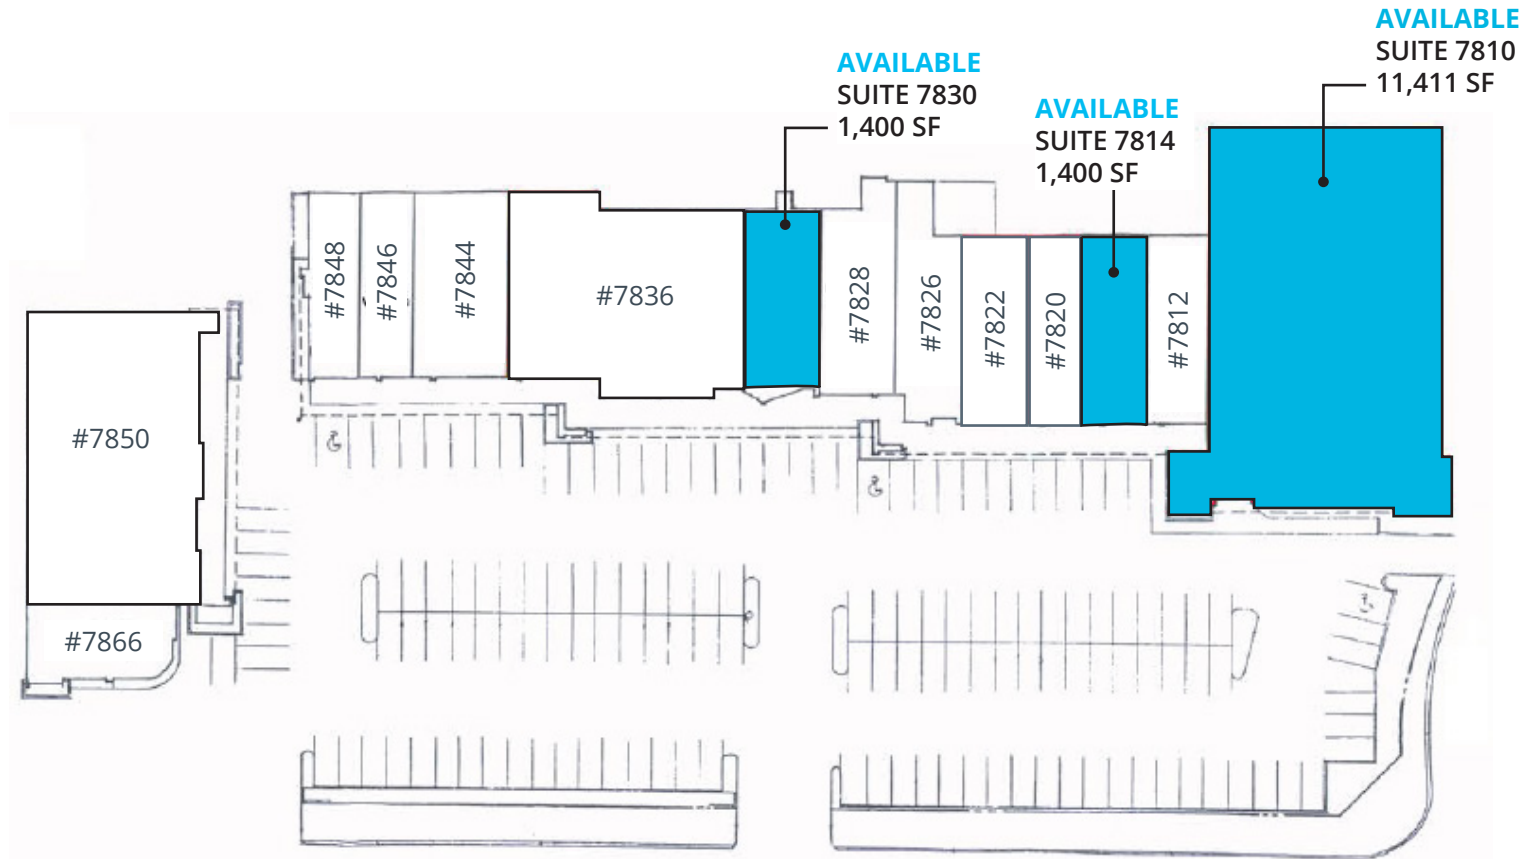 AVAILABLE
SUITE 7810
11,411 SF
AVAILABLE
SUITE 7830
1,400 SF
AVAILABLE
SUITE 7814
1,400 SF
#7848
#7846
#7844
#7836
#7828
#7826
#7822
#7820
#7812
#7850
#7866